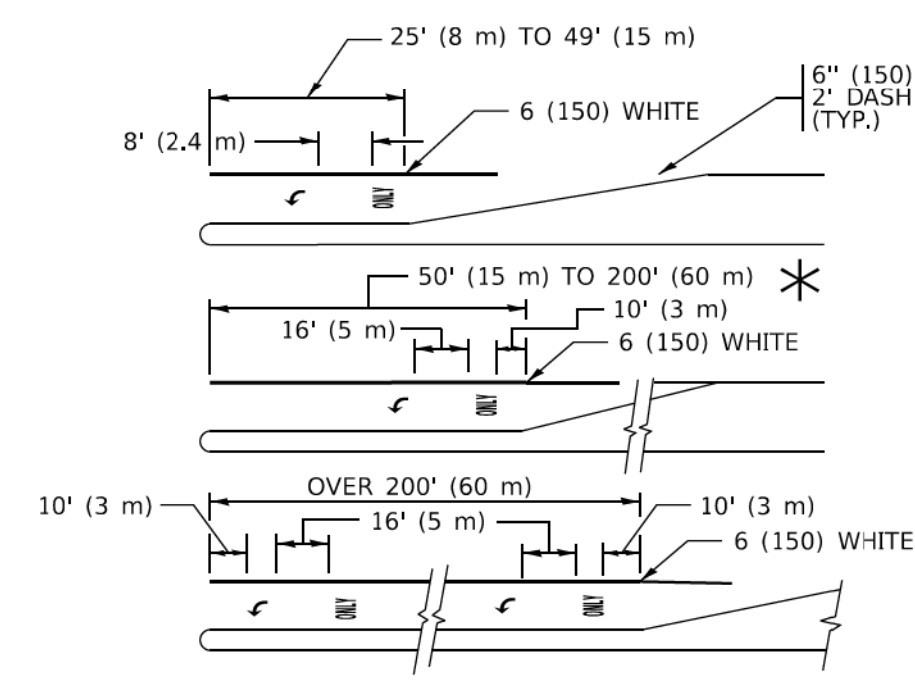 25' (8 m) TO 49' (15 m)
6" (150)
2' DASH
(TYP.)
6 (150) WHITE
8' (2.4 m)
ONLY
50' (15 m) TO 200' (60 m)
10' (3 m)
16' (5 m)
6 (150) WHITE
ONLY
OVER 200' (60 m)
10' (3 m)
16' (5 m)
10' (3 m)
6 (150) WHITE
ONLY
ONLY